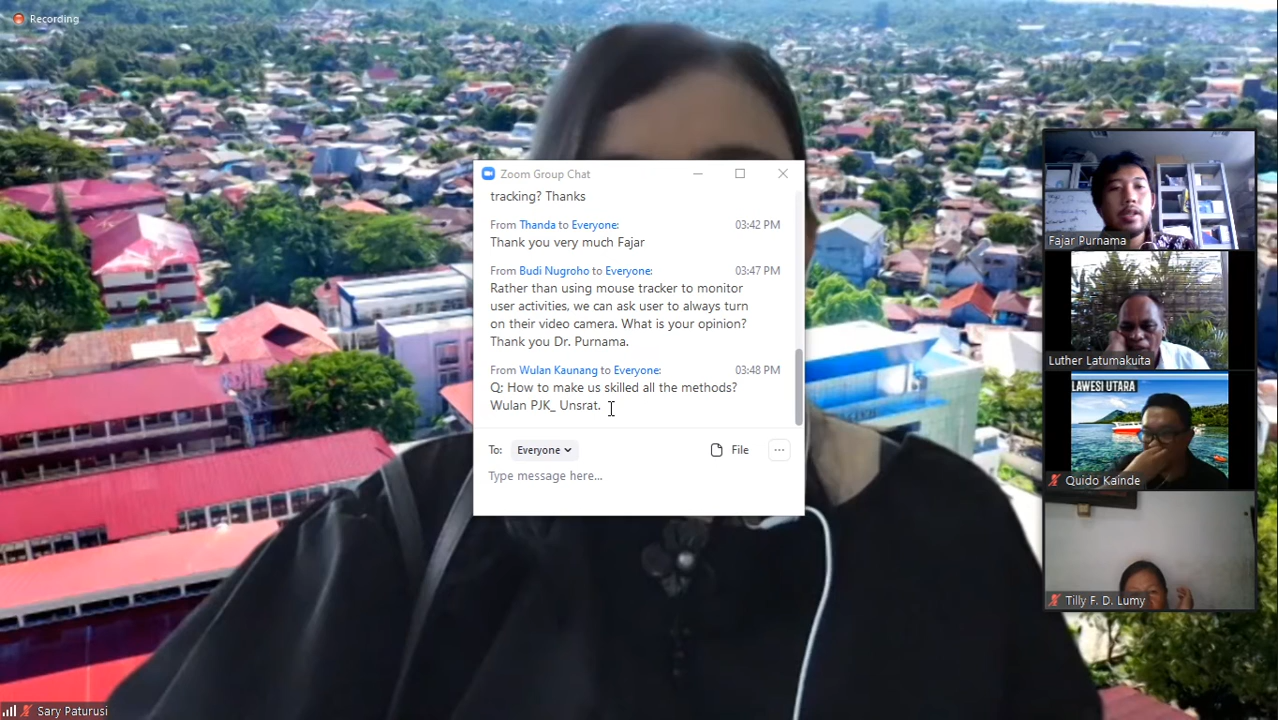 Recording
Zoom Group Chat
tracking? Thanks
From Thanda to Everyone: 03:42 PM
Thank you very much Fajar
From Budi Nugroho to Everyone: 03:47 PM
Rather than using mouse tracker to monitor
user activities, we can ask user to always turn
on their video camera. What is your opinion?
Thank you Dr. Purnama.
From Wulan Kaunang to Everyone: 03:48 PM
Q; How to make us skilled all the methods?
Wulan PJK_ Unsrat.
To: Everyone File ...
Type message here...
Fajar Purnama
Luther Latumakuita
LAWESI UTARA
Quido Kainde
Tilly F. D. Lumy
Sary Paturusi